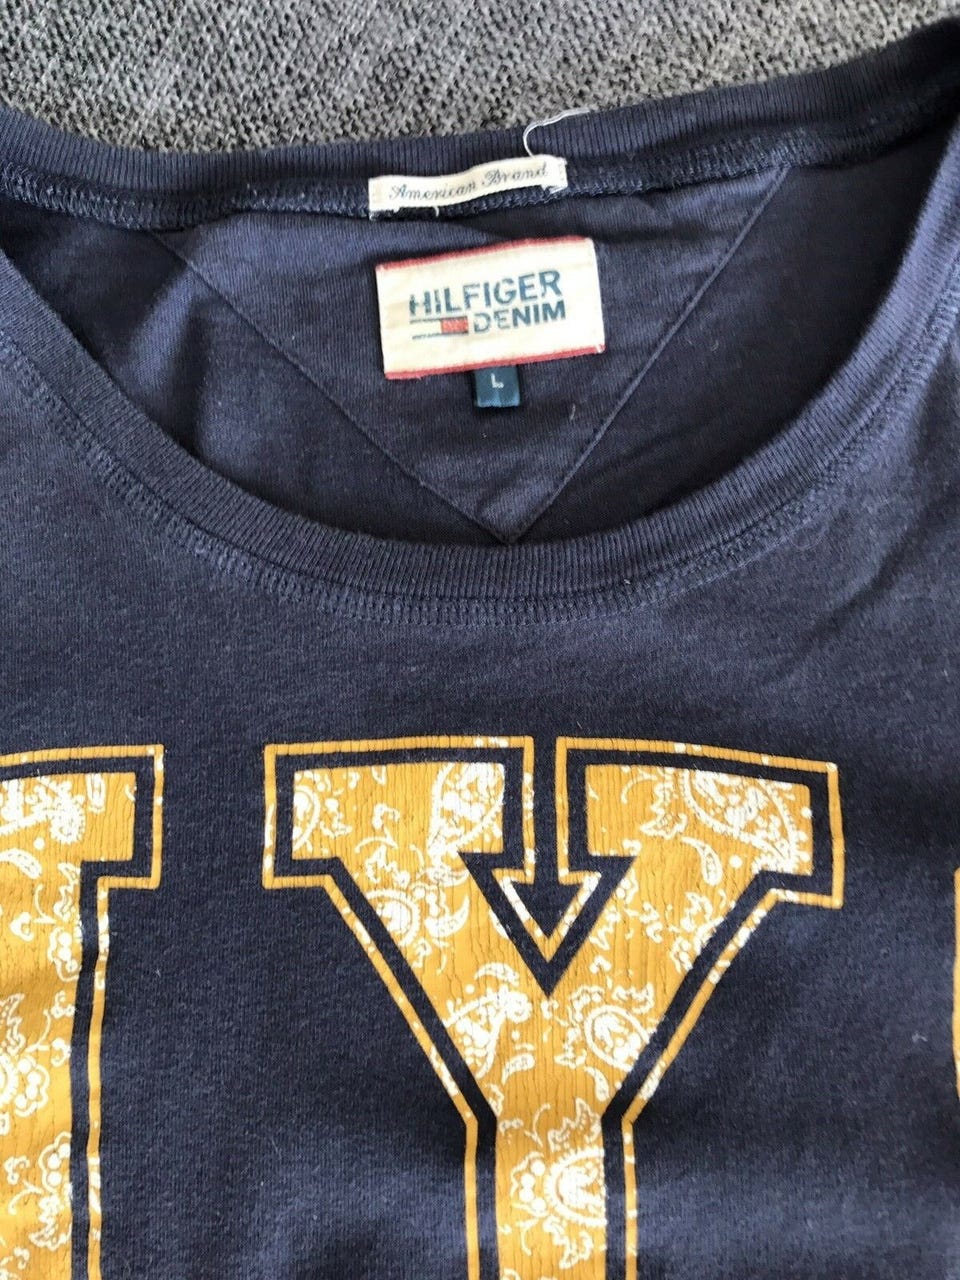 American Brand
HILFIGER
DENIM
L
Y